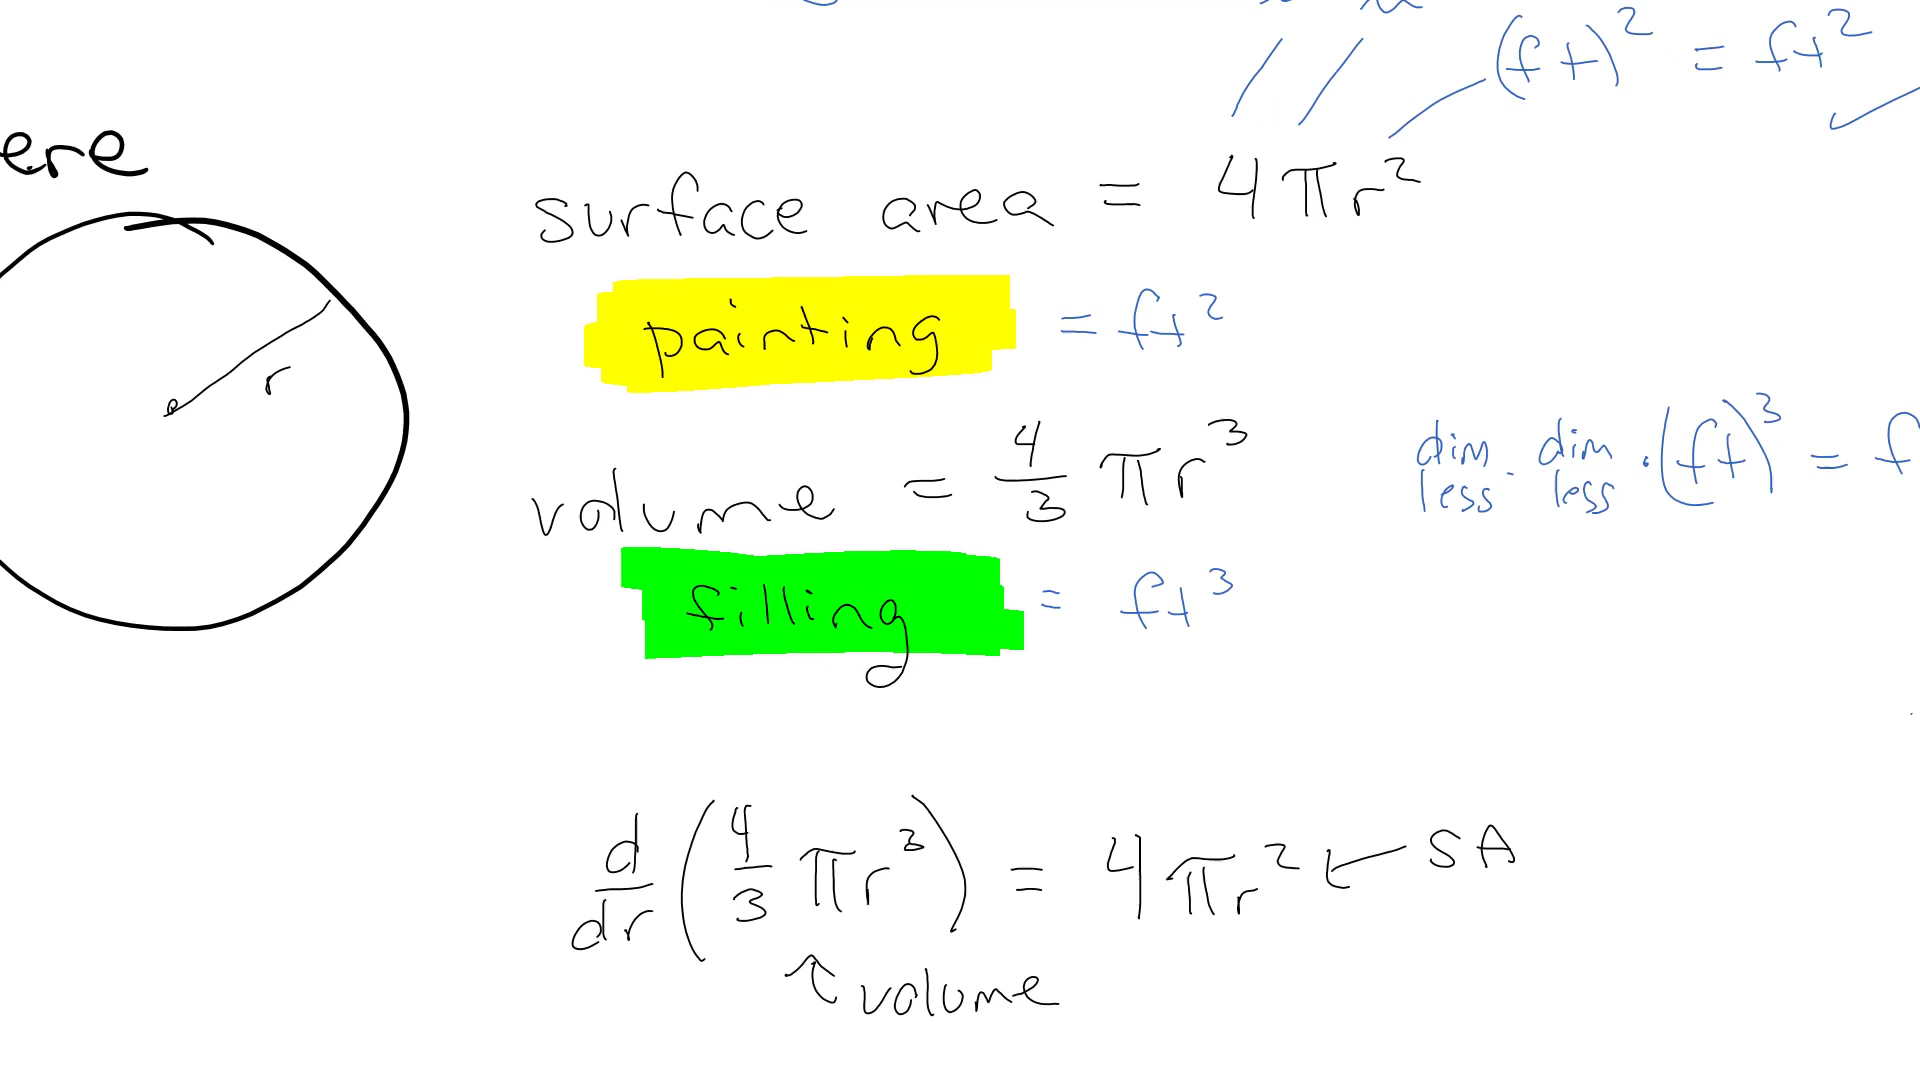 (ft)² = ft²
ere
surface area = 4πr²
r
painting = ft²
volume = 4/3 πr³
dim less · dim less · (ft)³ = f
filling = ft³
d/dr (4/3 πr³) = 4πr² ← SA
↑ volume